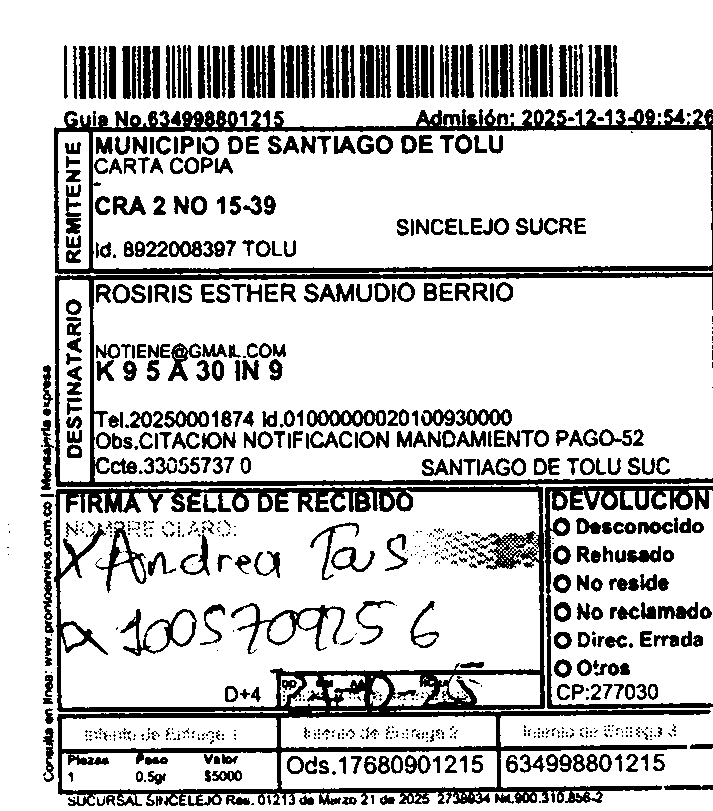 Guia No.634998801215 Admisión: 2025-12-13-09:54:26
REMITENTE
MUNICIPIO DE SANTIAGO DE TOLU
CARTA COPIA
-
CRA 2 NO 15-39
SINCELEJO SUCRE
Id. 8922008397 TOLU
DESTINATARIO
ROSIRIS ESTHER SAMUDIO BERRIO
NOTIENE@GMAIL.COM
K 9 5 A 30 IN 9
Tel.20250001874 Id.010000000020100930000
Obs.CITACION NOTIFICACION MANDAMIENTO PAGO-52
Ccte.33055737 0 SANTIAGO DE TOLU SUC
Consulta en línea: www.prontoenvios.com.co | Mensajería expresa
FIRMA Y SELLO DE RECIBIDO
NOMBRE CLARO:
X Andrea Tas
1005709256
D+4
DEVOLUCION
Desconocido
Rehusado
No reside
No reclamado
Direc. Errada
Otros
CP:277030
Intento de Entrega 1 Intento de Entrega 2 Intento de Entrega 3
Piezas Peso Valor
1 0.5gr $5000
Ods.17680901215 634998801215
SUCURSAL SINCELEJO Res. 01213 de Marzo 21 de 2025 2739934 Nit.900.310.856-2